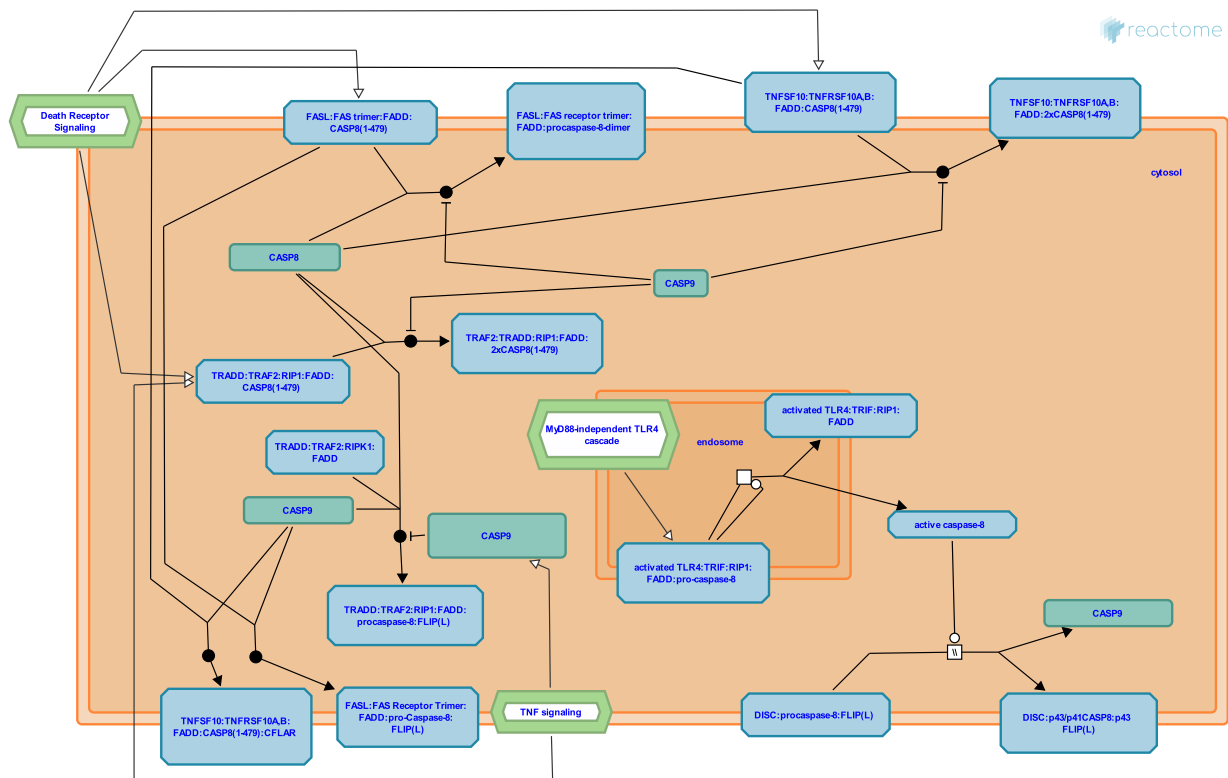 reactome
Death Receptor
Signaling
FASL:FAS trimer:FADD:
CASP8(1-479)
FASL:FAS receptor trimer:
FADD:procaspase-8-dimer
TNFSF10:TNFRSF10A,B:
FADD:CASP8(1-479)
TNFSF10:TNFRSF10A,B:
FADD:2xCASP8(1-479)
cytosol
CASP8
CASP9
TRAF2:TRADD:RIP1:FADD:
2xCASP8(1-479)
TRADD:TRAF2:RIP1:FADD:
CASP8(1-479)
TRADD:TRAF2:RIPK1:
FADD
MyD88-independent TLR4
cascade
endosome
activated TLR4:TRIF:RIP1:
FADD
CASP9
CASP9
active caspase-8
activated TLR4:TRIF:RIP1:
FADD:pro-caspase-8
TRADD:TRAF2:RIP1:FADD:
procaspase-8:FLIP(L)
CASP9
\\
TNFSF10:TNFRSF10A,B:
FADD:CASP8(1-479):CFLAR
FASL:FAS Receptor Trimer:
FADD:pro-Caspase-8:
FLIP(L)
TNF signaling
DISC:procaspase-8:FLIP(L)
DISC:p43/p41CASP8:p43
FLIP(L)